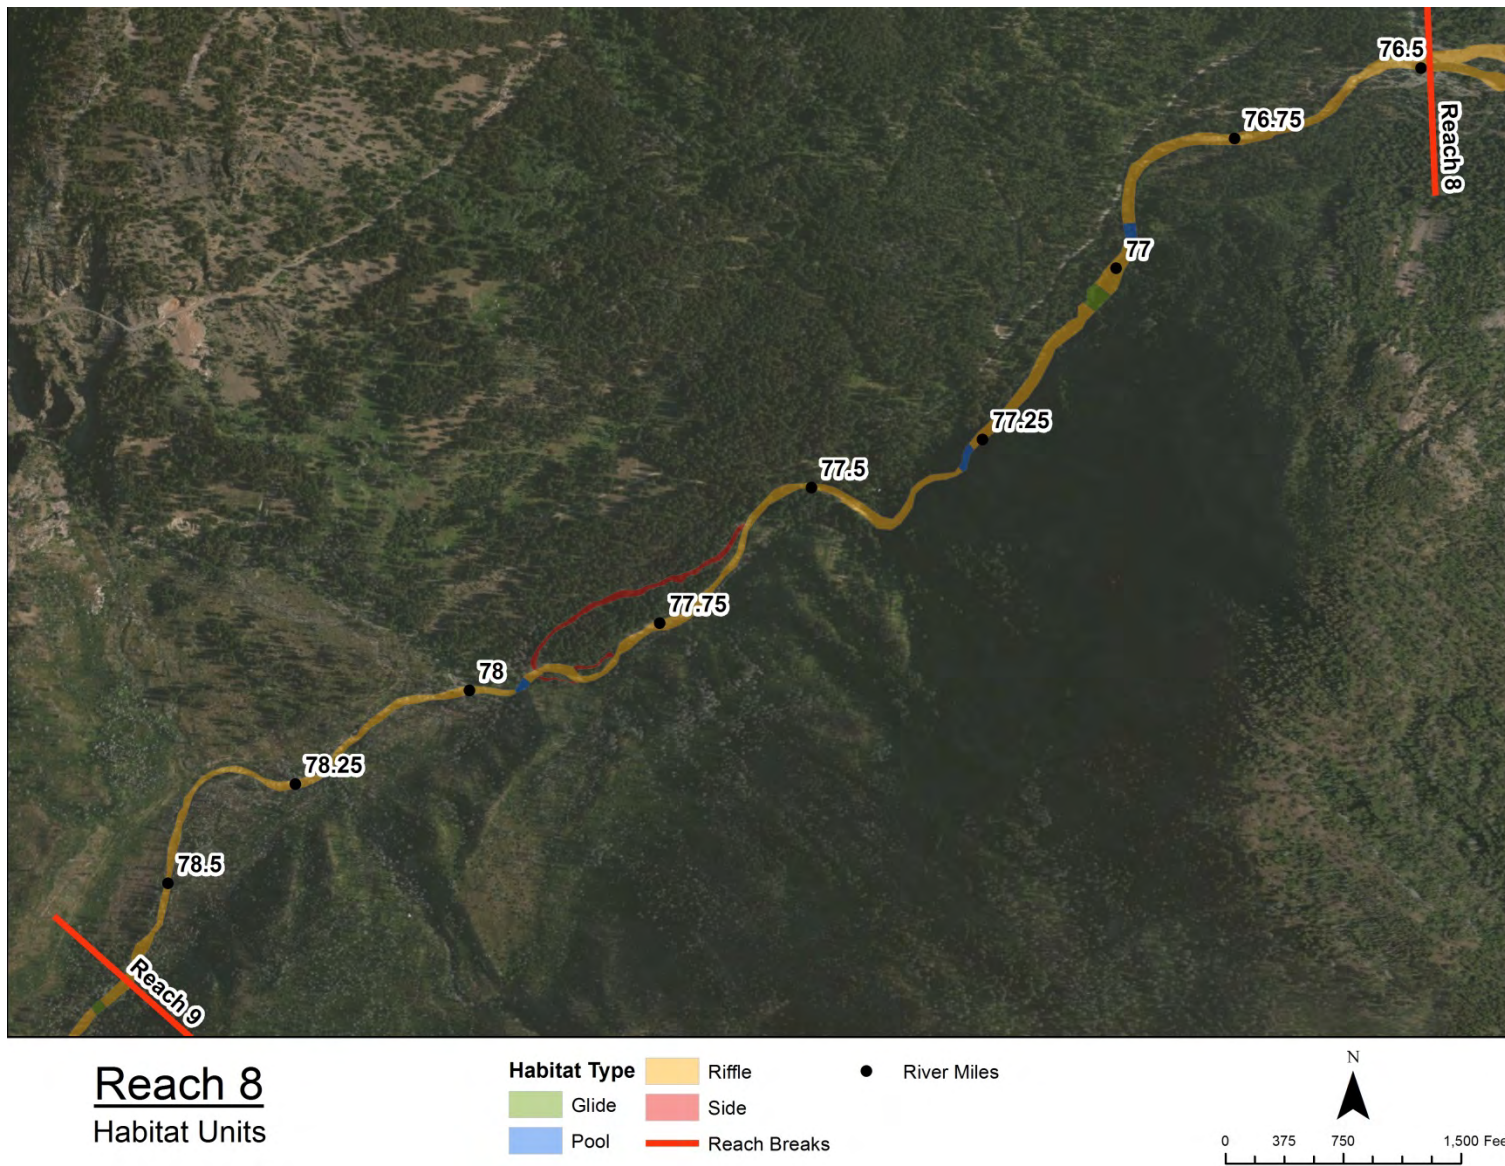 76.5
Reach 8
76.75
77
77.25
77.5
77.75
78
78.25
78.5
Reach 9
Reach 8
Habitat Units
Habitat Type
Glide
Pool
Riffle
Side
Reach Breaks
River Miles
N
0 375 750 1,500 Fee